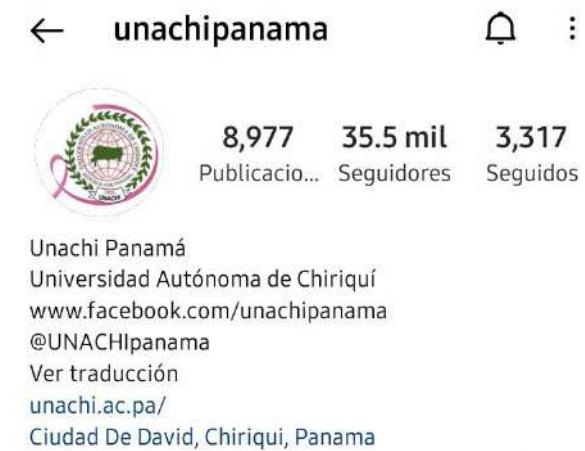 unachipanama
8,977 35.5 mil 3,317
Publicacio... Seguidores Seguidos
Unachi Panamá
Universidad Autónoma de Chiriquí
www.facebook.com/unachipanama
@UNACHIpanama
Ver traducción
unachi.ac.pa/
Ciudad De David, Chiriqui, Panama
UNACHI